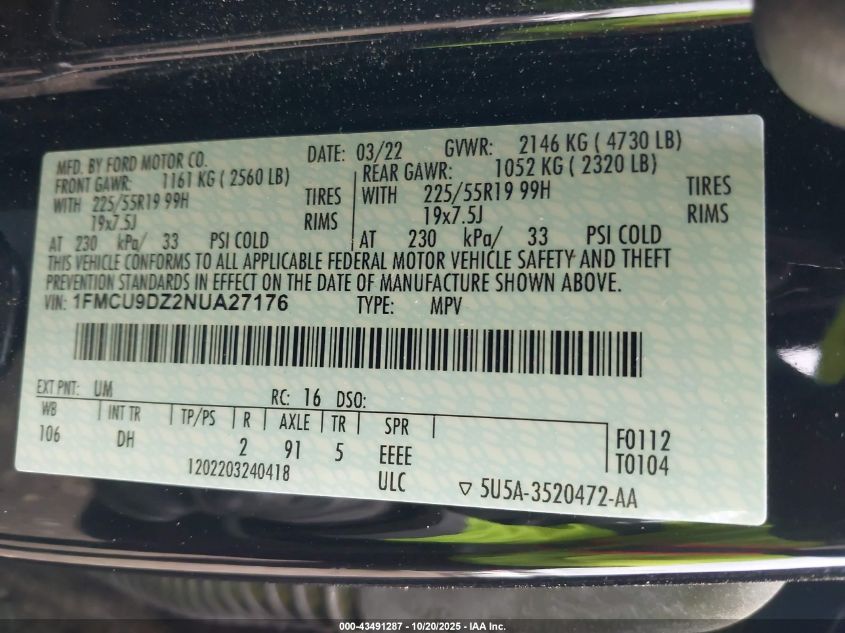 MFD. BY FORD MOTOR CO. DATE: 03/22 GVWR: 2146 KG ( 4730 LB)
FRONT GAWR: 1161 KG ( 2560 LB) REAR GAWR: 1052 KG ( 2320 LB)
WITH 225/55R19 99H TIRES WITH 225/55R19 99H TIRES
19x7.5J RIMS 19x7.5J RIMS
AT 230 kPa/ 33 PSI COLD AT 230 kPa/ 33 PSI COLD
THIS VEHICLE CONFORMS TO ALL APPLICABLE FEDERAL MOTOR VEHICLE SAFETY AND THEFT
PREVENTION STANDARDS IN EFFECT ON THE DATE OF MANUFACTURE SHOWN ABOVE.
VIN: 1FMCU9DZ2NUA27176 TYPE: MPV
EXT PNT: UM RC: 16 DSO:
WB INT TR TP/PS R AXLE TR SPR
106 DH 2 91 5 EEEE F0112
1202203240418 ULC T0104
▽ 5U5A-3520472-AA
000-43491287 - 10/20/2025 - IAA Inc.